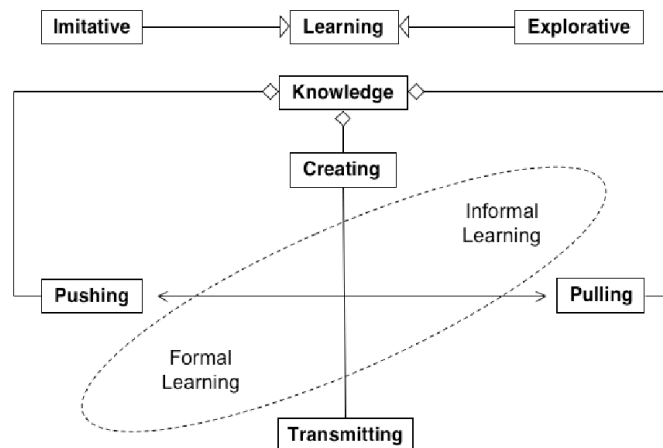 Imitative
Learning
Explorative
Knowledge
Creating
Informal
Learning
Pushing
Pulling
Formal
Learning
Transmitting